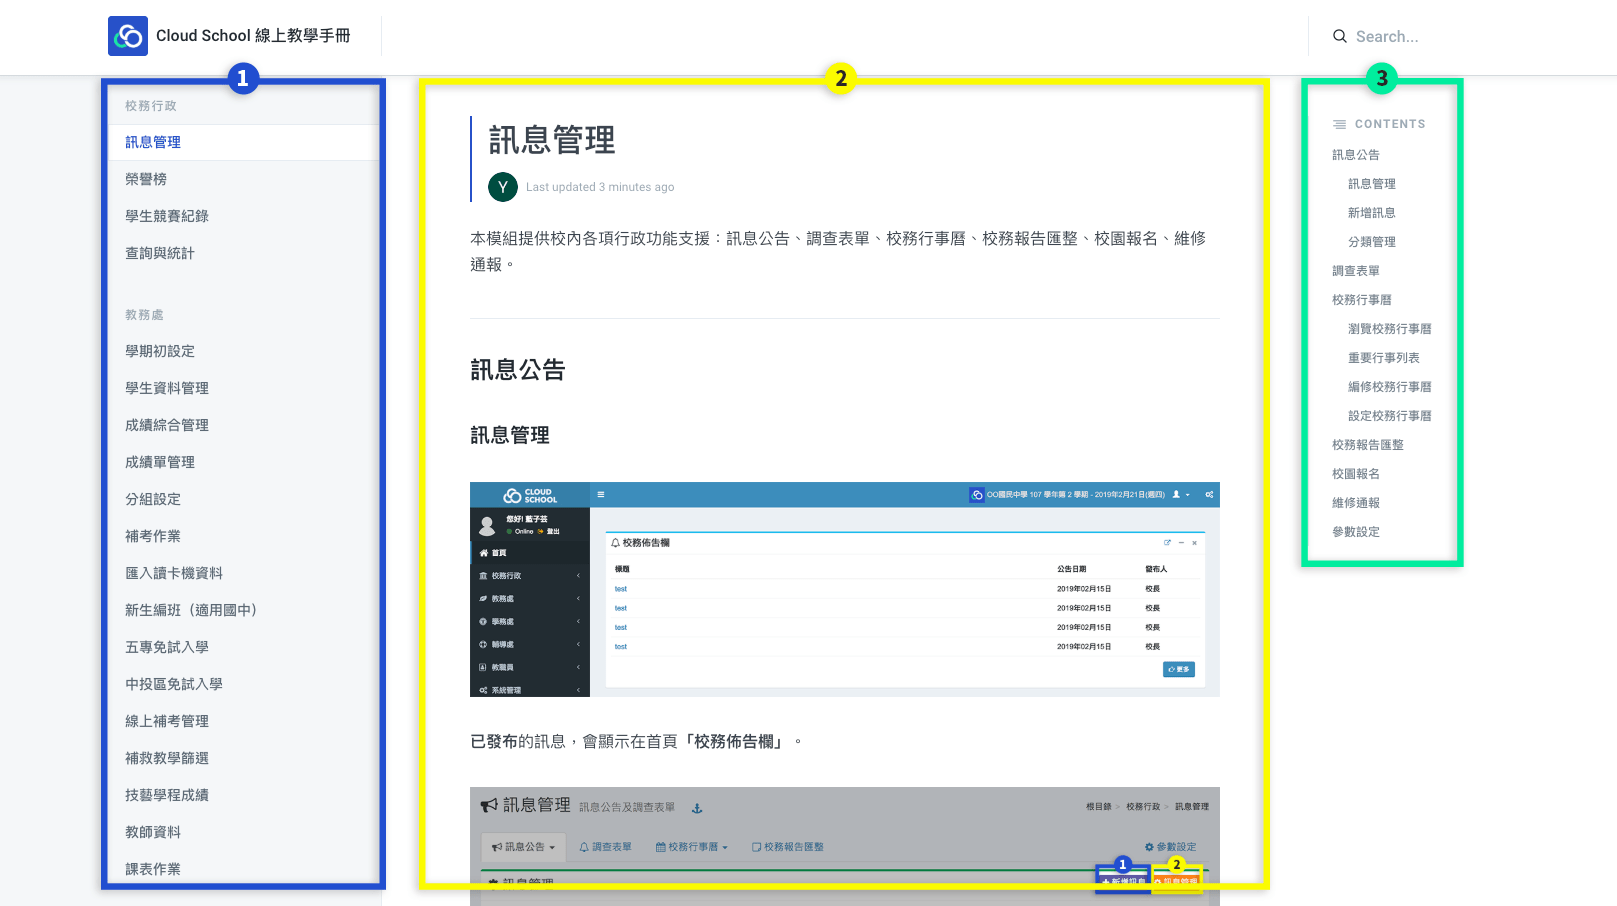 Cloud School 線上教學手冊
Search...
1
2
3
校務行政
訊息管理
榮譽榜
學生競賽紀錄
查詢與統計
教務處
學期初設定
學生資料管理
成績綜合管理
成績單管理
分組設定
補考作業
匯入讀卡機資料
新生編班（適用國中）
五專免試入學
中投區免試入學
線上補考管理
補救教學篩選
技藝學程成績
教師資料
課表作業
訊息管理
Y
Last updated 3 minutes ago
本模組提供校內各項行政功能支援：訊息公告、調查表單、校務行事曆、校務報告匯整、校園報名、維修
通報。
訊息公告
訊息管理
CLOUD
SCHOOL
OO國民中學 107 學年第 2 學期 - 2019年2月21日(週四)
您好! 藍子芸
Online 登出
首頁
校務行政
教務處
學務處
輔導處
教職員
系統管理
校務佈告欄
標題 公告日期 發布人
test 2019年02月15日 校長
test 2019年02月15日 校長
test 2019年02月15日 校長
test 2019年02月15日 校長
更多
已發布的訊息，會顯示在首頁「校務佈告欄」。
訊息管理 訊息公告及調查表單
根目錄 > 校務行政 > 訊息管理
訊息公告 調查表單 校務行事曆 校務報告匯整 參數設定
1
2
訊息管理
新增訊息 訊息管理
CONTENTS
訊息公告
訊息管理
新增訊息
分類管理
調查表單
校務行事曆
瀏覽校務行事曆
重要行事列表
編修校務行事曆
設定校務行事曆
校務報告匯整
校園報名
維修通報
參數設定